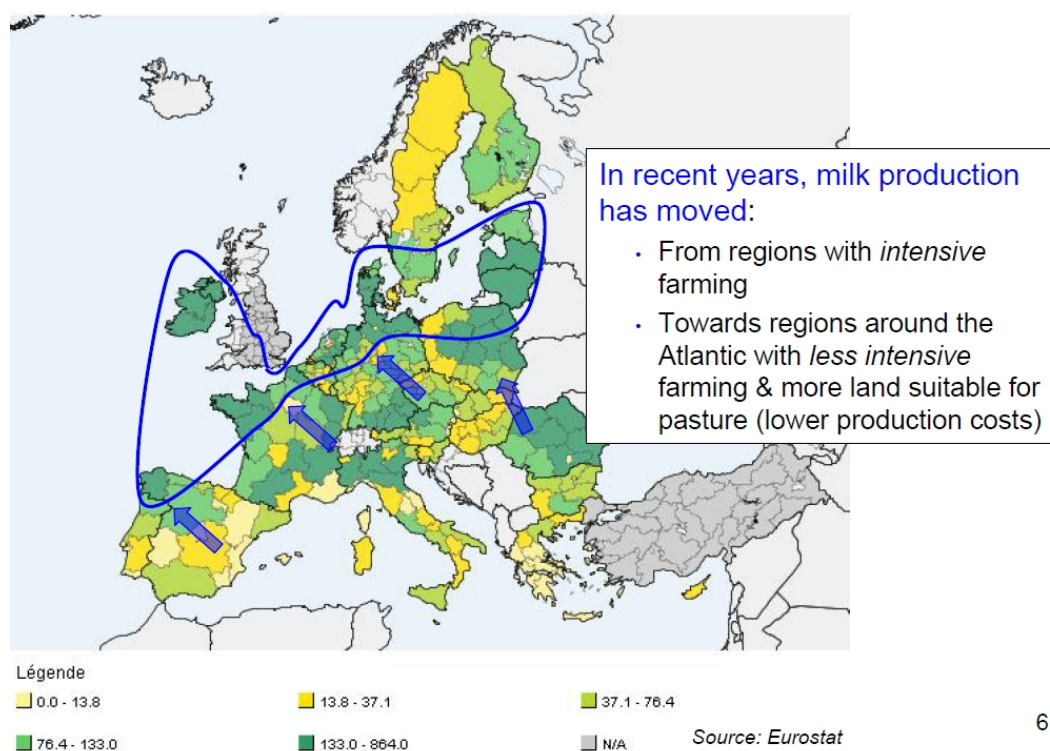 In recent years, milk production
has moved:
• From regions with intensive
farming
• Towards regions around the
Atlantic with less intensive
farming & more land suitable for
pasture (lower production costs)
Légende
0.0 - 13.8
13.8 - 37.1
37.1 - 76.4
76.4 - 133.0
133.0 - 864.0
N/A
Source: Eurostat
6